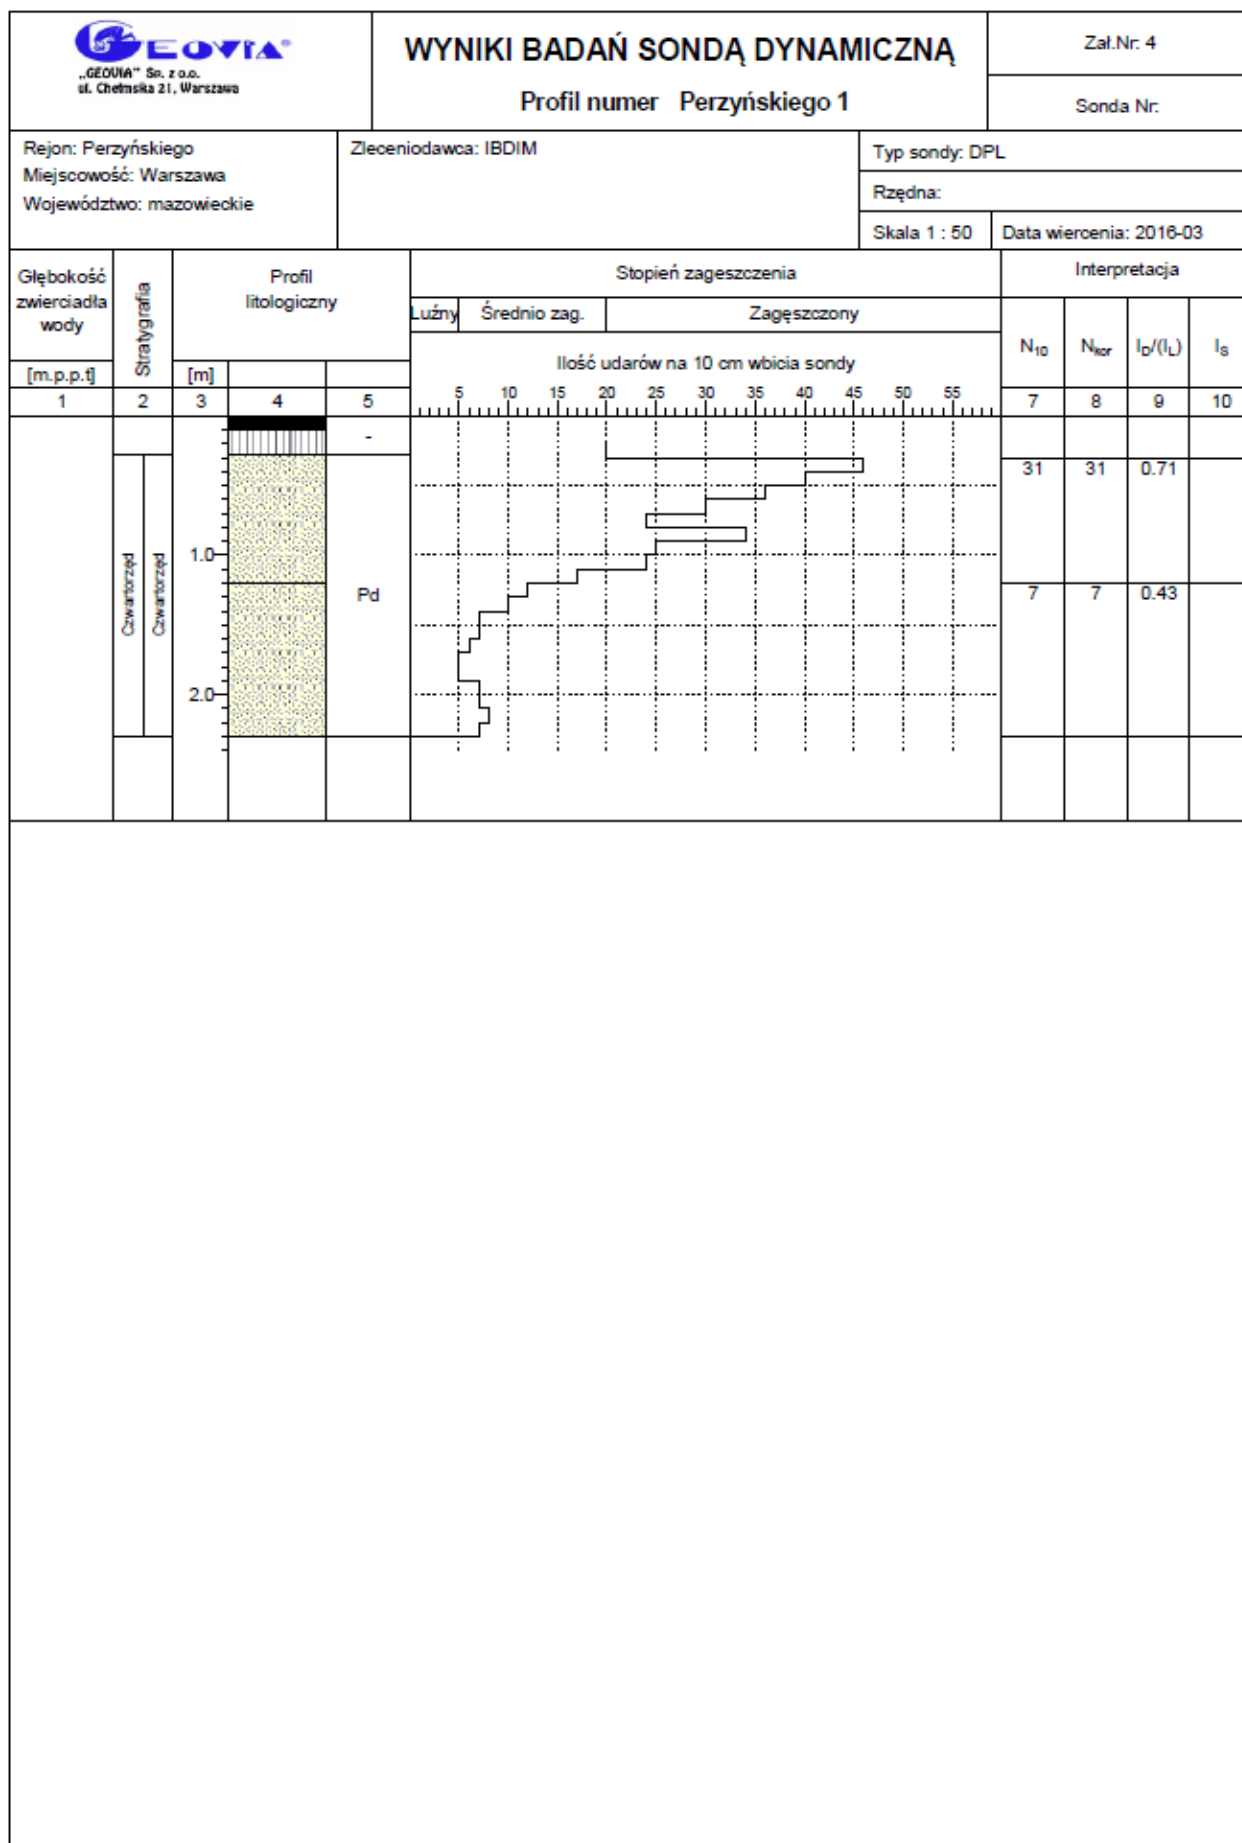 GEOVIA®
„GEOVIA" Sp. z o.o.
ul. Chełmska 21, Warszawa
WYNIKI BADAŃ SONDĄ DYNAMICZNĄ
Profil numer Perzyńskiego 1
Zał.Nr: 4
Sonda Nr:
Rejon: Perzyńskiego
Miejscowość: Warszawa
Województwo: mazowieckie
Zleceniodawca: IBDIM
Typ sondy: DPL
Rzędna:
Skala 1 : 50
Data wiercenia: 2016-03
Głębokość
zwierciadła
wody
[m.p.p.t]
Stratygrafia
Profil
litologiczny
[m]
Stopień zageszczenia
Luźny
Średnio zag.
Zagęszczony
Ilość udarów na 10 cm wbicia sondy
5 10 15 20 25 30 35 40 45 50 55
Interpretacja
N10
Nkor
ID/(IL)
IS
1 2 3 4 5 7 8 9 10
-
31 31 0.71
1.0
Czwartorzęd
Czwartorzęd
Pd
7 7 0.43
2.0